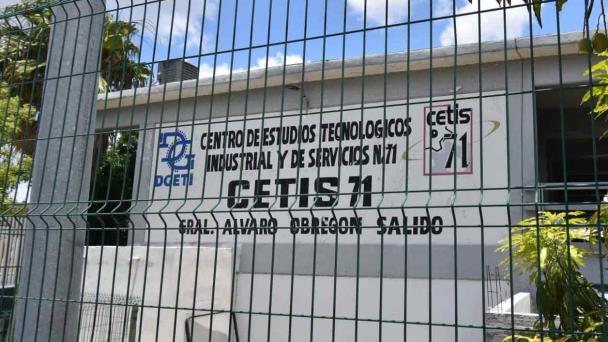 CENTRO DE ESTUDIOS TECNOLOGICOS
INDUSTRIAL Y DE SERVICIOS N.71
CETIS 71
GRAL. ALVARO OBREGON SALIDO
DGETI
cetis
71